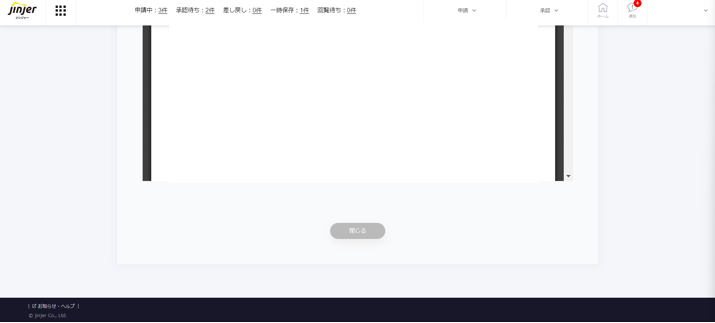 jinjer
ジンジャー
申請中：3件 承認待ち：2件 差し戻し：0件 一時保存：1件 回覧待ち：0件
申請
承認
ホーム
4
閉じる
| お知らせ・ヘルプ |
© jinjer Co., Ltd.